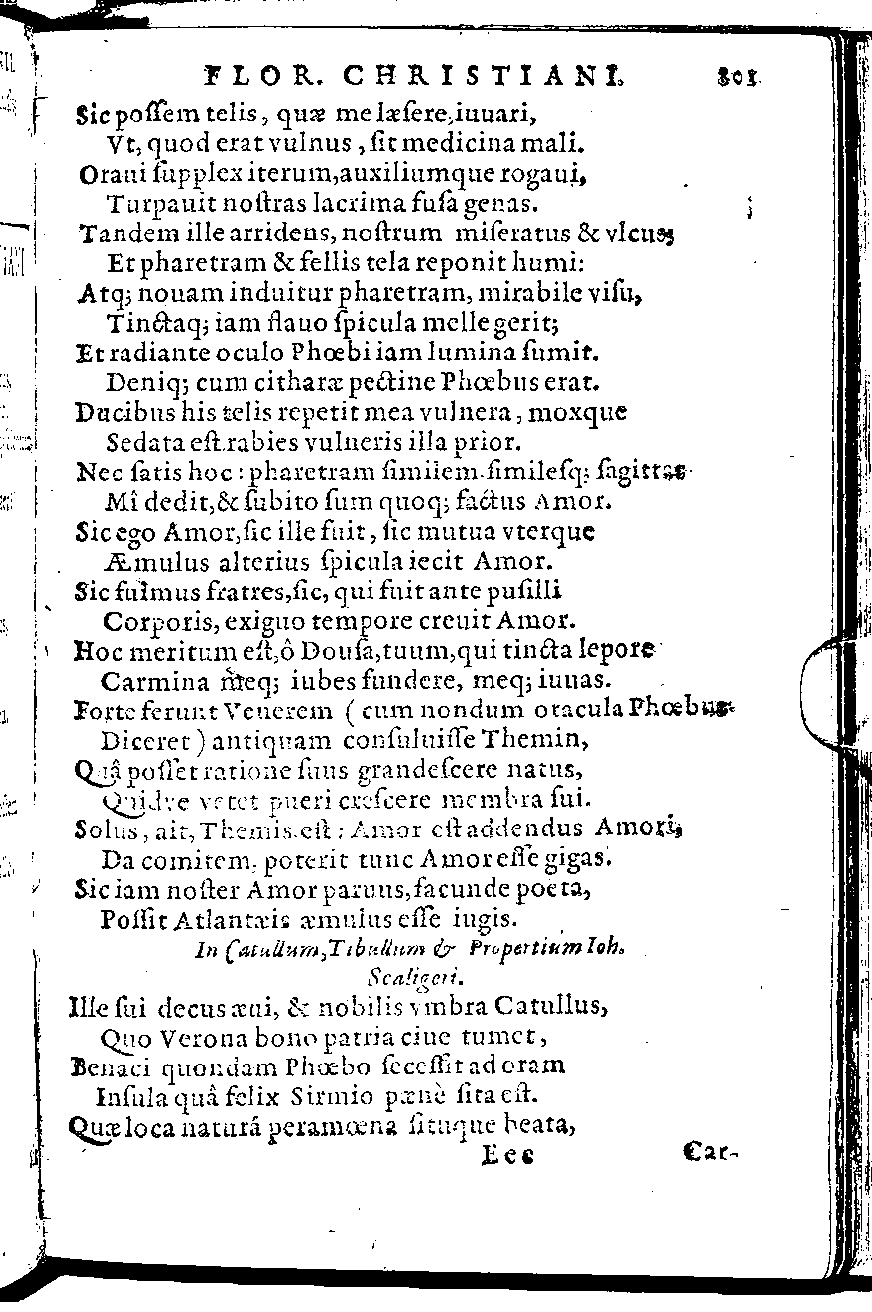 FLOR. CHRISTIANI. 801
Sic poſſem telis, quæ me læſere, iuuari,
Vt, quod erat vulnus, ſit medicina mali.
Oraui ſupplex iterum, auxiliumque rogaui,
Turpauit noſtras lacrima fuſa genas.
Tandem ille arridens, noſtrum miſeratus & vlcus,
Et pharetram & fellis tela reponit humi:
Atq; nouam induitur pharetram, mirabile viſu,
Tinctaq; iam flauo ſpicula melle gerit;
Et radiante oculo Phœbi iam lumina ſumit.
Deniq; cum citharæ pectine Phœbus erat.
Ducibus his telis repetit mea vulnera, moxque
Sedata eſt rabies vulneris illa prior.
Nec ſatis hoc: pharetram ſimilem ſimileſq; ſagittas
Mî dedit, & ſubito ſum quoq; factus Amor.
Sic ego Amor, ſic ille fuit, ſic mutua vterque
Æmulus alterius ſpicula iecit Amor.
Sic fuimus fratres, ſic, qui fuit ante puſilli
Corporis, exiguo tempore creuit Amor.
Hoc meritum eſt, ô Douſa, tuum, qui tincta lepore
Carmina meq; iubes fundere, meq; iuuas.
Forte ferunt Venerem ( cum nondum oracula Phœbus
Diceret ) antiquam conſuluiſſe Themin,
Quâ poſſet ratione ſuus grandeſcere natus,
Quidve vetet pueri creſcere membra ſui.
Solus, ait, Themis, eſt: Amor eſt addendus Amori,
Da comitem, poterit tunc Amor eſſe gigas.
Sic iam noſter Amor paruus, facunde poëta,
Poſſit Atlantæis æmulus eſſe iugis.
In Catullum, Tibullum & Propertium Ioh.
Scaligeri.
Ille ſui decus æui, & nobilis vmbra Catullus,
Quo Verona bono patria ciue tumet,
Benaci quondam Phœbo ſeceſſit ad oram
Inſula quâ felix Sirmio pænè ſita eſt.
Quæ loca naturâ peramœna ſituque beata,
Eee Car-